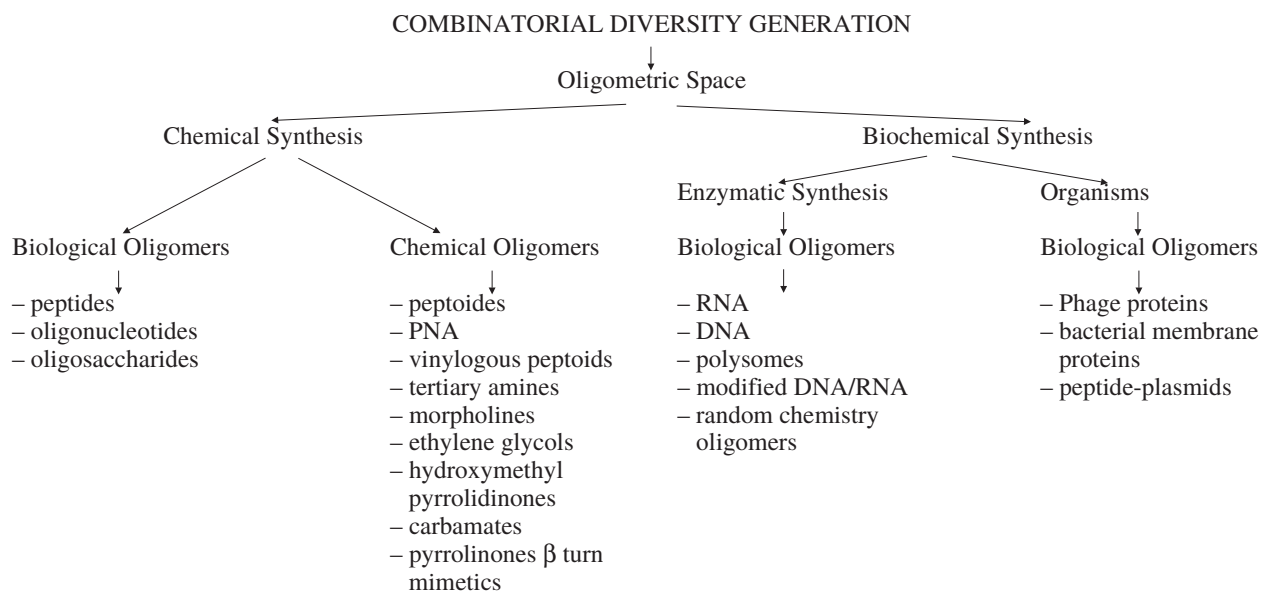 COMBINATORIAL DIVERSITY GENERATION
Oligometric Space
Chemical Synthesis
Biochemical Synthesis
Enzymatic Synthesis
Organisms
Biological Oligomers
Chemical Oligomers
Biological Oligomers
Biological Oligomers
– peptides
– oligonucleotides
– oligosaccharides
– peptoides
– PNA
– vinylogous peptoids
– tertiary amines
– morpholines
– ethylene glycols
– hydroxymethyl
pyrrolidinones
– carbamates
– pyrrolinones β turn
mimetics
– RNA
– DNA
– polysomes
– modified DNA/RNA
– random chemistry
oligomers
– Phage proteins
– bacterial membrane
proteins
– peptide-plasmids